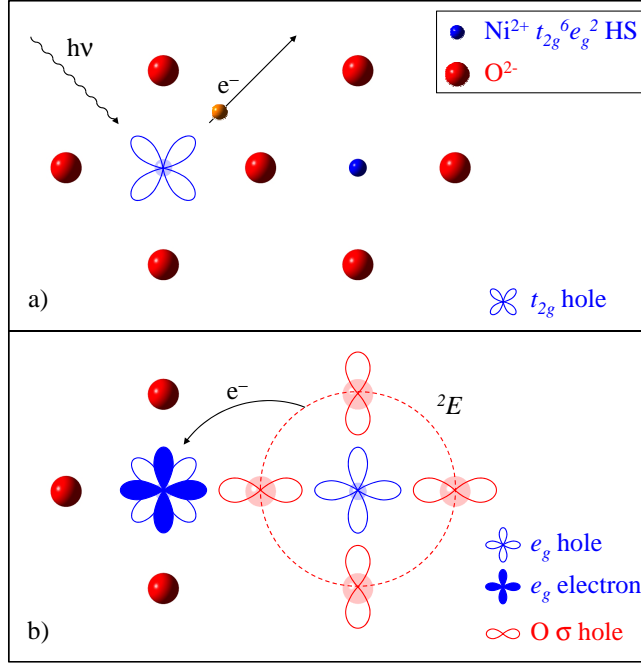 hν
e⁻
Ni²⁺ t₂g⁶eg² HS
O²⁻
a)
t₂g hole
e⁻
²E
eg hole
eg electron
O σ hole
b)